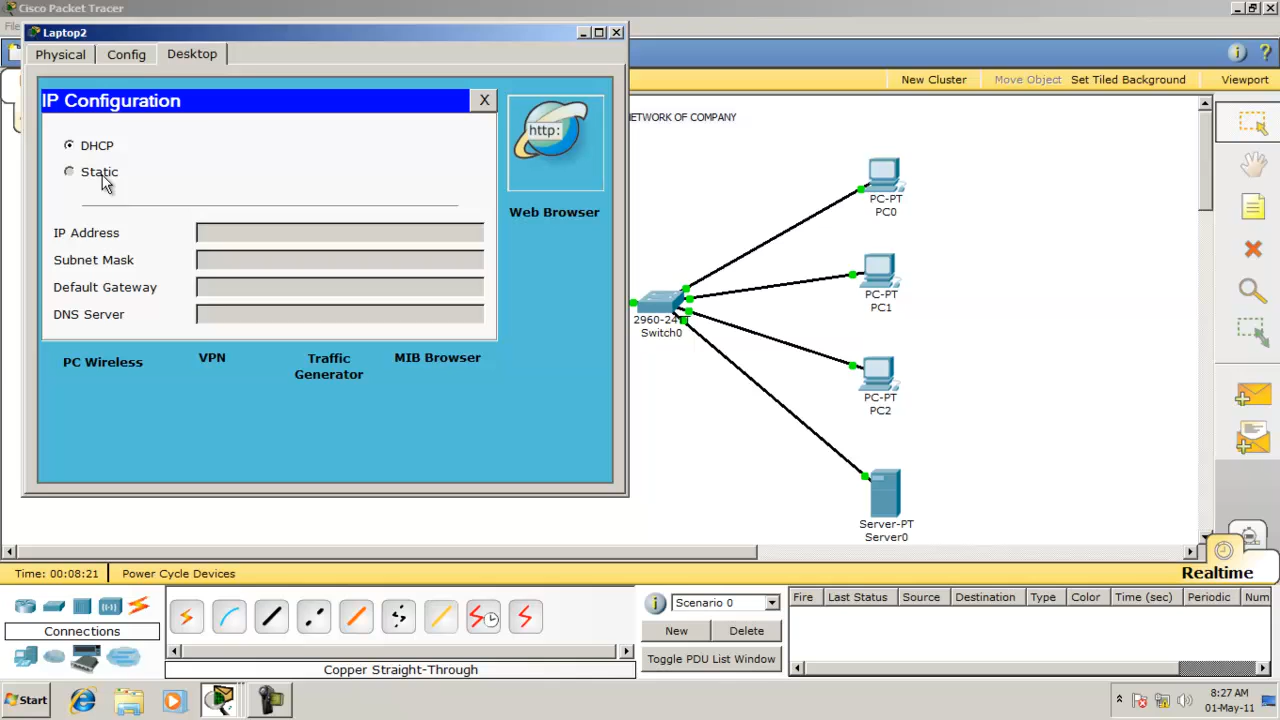 Cisco Packet Tracer
Laptop2
Physical
Config
Desktop
IP Configuration
X
DHCP
Static
IP Address
Subnet Mask
Default Gateway
DNS Server
http:
Web Browser
PC Wireless
VPN
Traffic
Generator
MIB Browser
New Cluster
Move Object
Set Tiled Background
Viewport
NETWORK OF COMPANY
PC-PT
PC0
PC-PT
PC1
Switch0
PC-PT
PC2
Server-PT
Server0
Time: 00:08:21
Power Cycle Devices
Realtime
Connections
Copper Straight-Through
Scenario 0
New
Delete
Toggle PDU List Window
Fire
Last Status
Source
Destination
Type
Color
Time (sec)
Periodic
Num
Start
8:27 AM
01-May-11